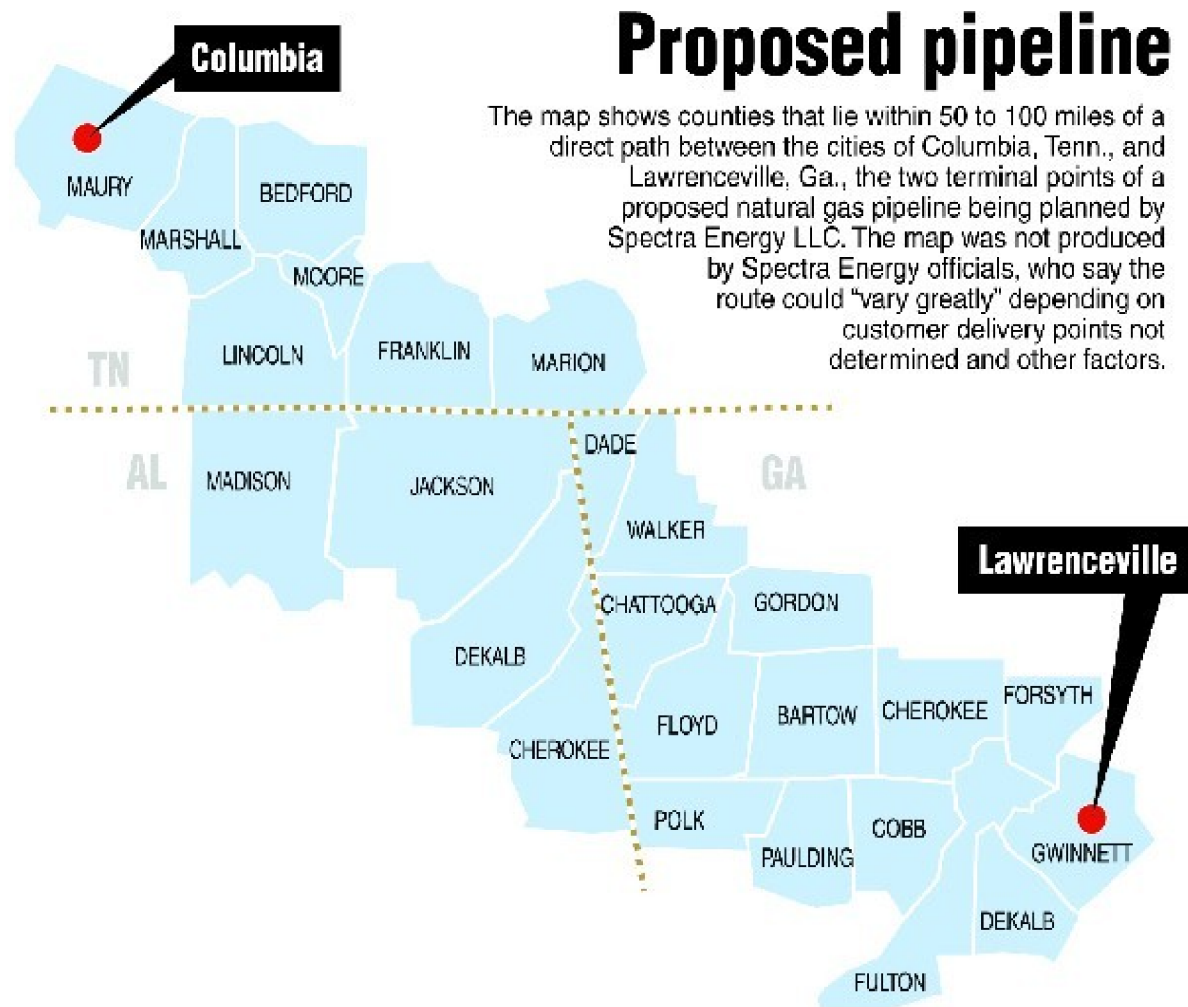 Proposed pipeline
The map shows counties that lie within 50 to 100 miles of a
direct path between the cities of Columbia, Tenn., and
Lawrenceville, Ga., the two terminal points of a
proposed natural gas pipeline being planned by
Spectra Energy LLC. The map was not produced
by Spectra Energy officials, who say the
route could “vary greatly” depending on
customer delivery points not
determined and other factors.
Columbia
MAURY
BEDFORD
MARSHALL
MOORE
LINCOLN
FRANKLIN
MARION
TN
AL
GA
MADISON
JACKSON
DADE
WALKER
Lawrenceville
CHATTOOGA
GORDON
DEKALB
CHEROKEE
FLOYD
BARTOW
CHEROKEE
FORSYTH
POLK
PAULDING
COBB
GWINNETT
DEKALB
FULTON